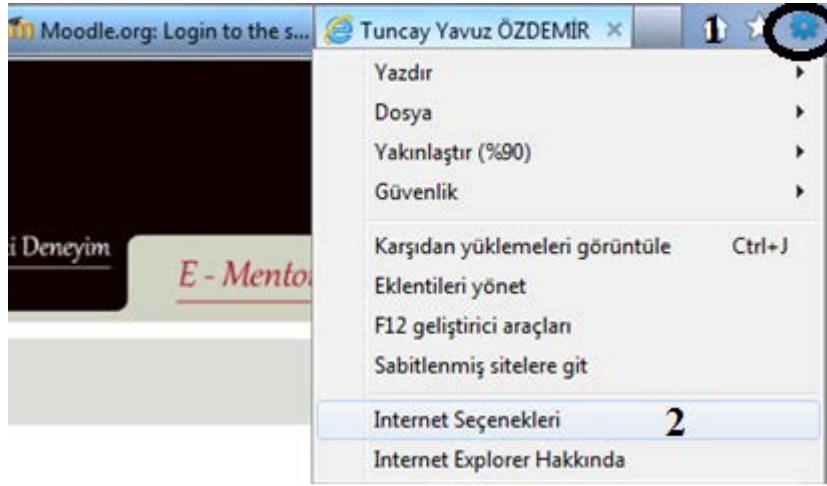 Moodle.org: Login to the s...
Tuncay Yavuz ÖZDEMİR
1
Yazdır
Dosya
Yakınlaştır (%90)
Güvenlik
i Deneyim
E - Mento
Karşıdan yüklemeleri görüntüle Ctrl+J
Eklentileri yönet
F12 geliştirici araçları
Sabitlenmiş sitelere git
Internet Seçenekleri 2
Internet Explorer Hakkında